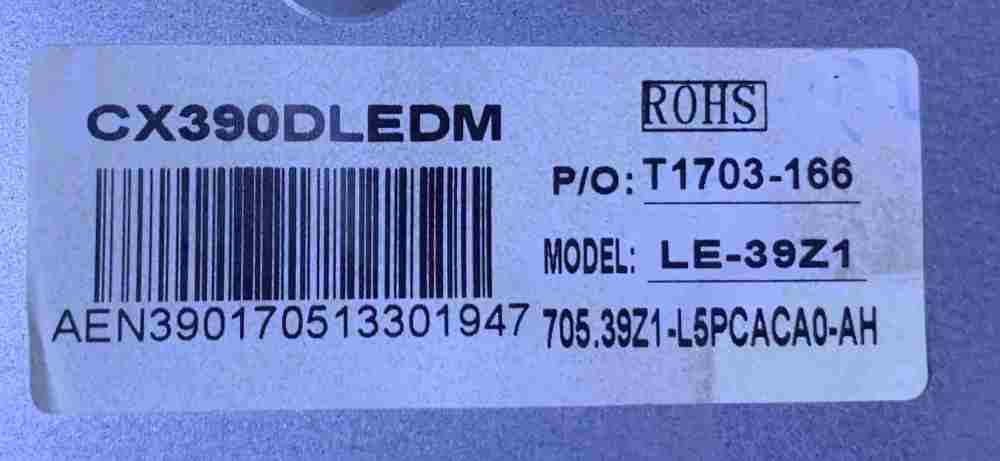 CX390DLEDM
AEN390170513301947
ROHS
P/O: T1703-166
MODEL: LE-39Z1
705.39Z1-L5PCACA0-AH